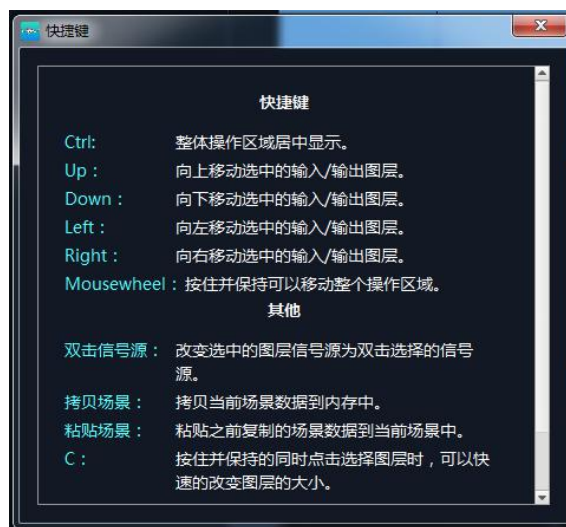 快捷键
快捷键
Ctrl: 整体操作区域居中显示。
Up： 向上移动选中的输入/输出图层。
Down： 向下移动选中的输入/输出图层。
Left： 向左移动选中的输入/输出图层。
Right： 向右移动选中的输入/输出图层。
Mousewheel：按住并保持可以移动整个操作区域。
其他
双击信号源： 改变选中的图层信号源为双击选择的信号
源。
拷贝场景： 拷贝当前场景数据到内存中。
粘贴场景： 粘贴之前复制的场景数据到当前场景中。
C： 按住并保持的同时点击选择图层时，可以快
速的改变图层的大小。